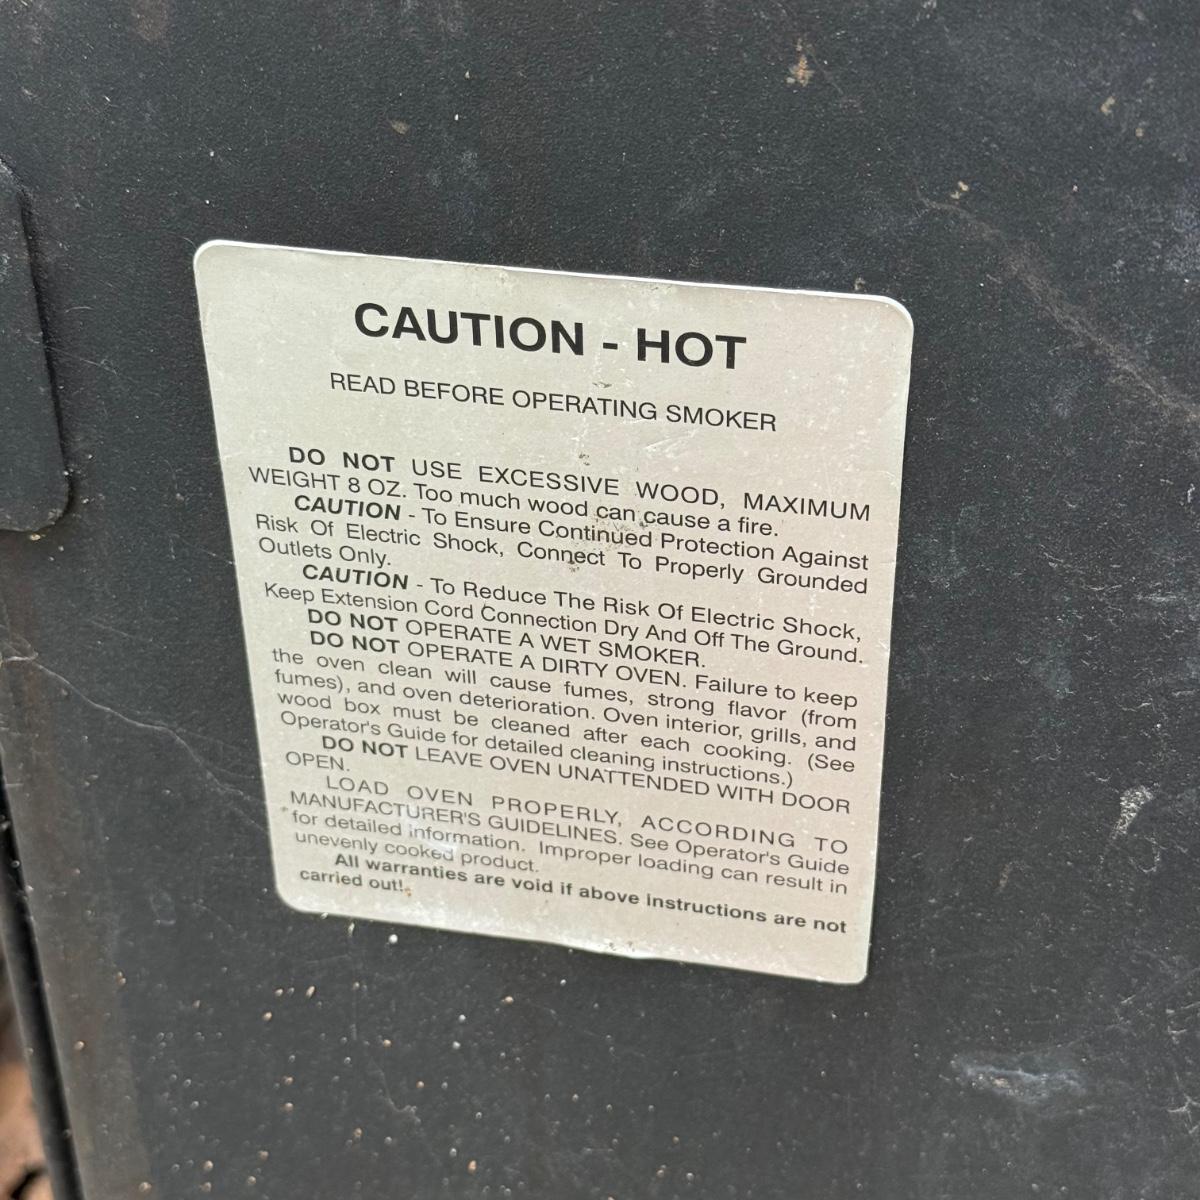 CAUTION - HOT
READ BEFORE OPERATING SMOKER
DO NOT USE EXCESSIVE WOOD, MAXIMUM
WEIGHT 8 OZ. Too much wood can cause a fire.
CAUTION - To Ensure Continued Protection Against
Risk Of Electric Shock, Connect To Properly Grounded
Outlets Only.
CAUTION - To Reduce The Risk Of Electric Shock,
Keep Extension Cord Connection Dry And Off The Ground.
DO NOT OPERATE A WET SMOKER.
DO NOT OPERATE A DIRTY OVEN. Failure to keep
the oven clean will cause fumes, strong flavor (from
fumes), and oven deterioration. Oven interior, grills, and
wood box must be cleaned after each cooking. (See
Operator's Guide for detailed cleaning instructions.)
DO NOT LEAVE OVEN UNATTENDED WITH DOOR
OPEN.
LOAD OVEN PROPERLY, ACCORDING TO
MANUFACTURER'S GUIDELINES. See Operator's Guide
for detailed information. Improper loading can result in
unevenly cooked product.
All warranties are void if above instructions are not
carried out!